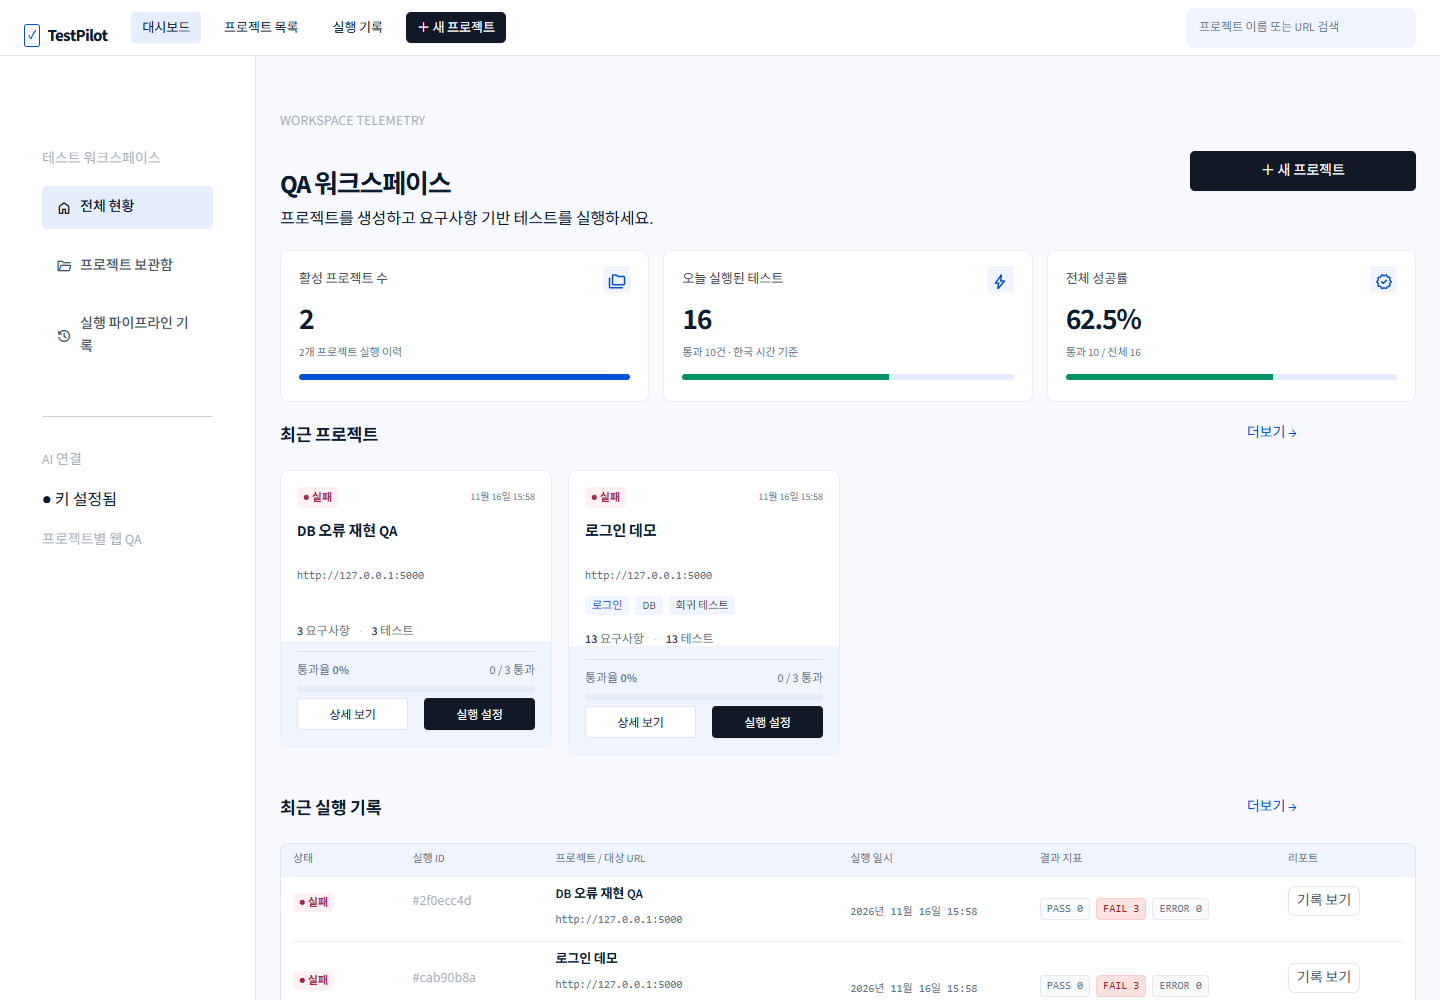 TestPilot
대시보드
프로젝트 목록
실행 기록
+ 새 프로젝트
프로젝트 이름 또는 URL 검색
테스트 워크스페이스
전체 현황
프로젝트 보관함
실행 파이프라인 기
록
AI 연결
● 키 설정됨
프로젝트별 웹 QA
WORKSPACE TELEMETRY
QA 워크스페이스
프로젝트를 생성하고 요구사항 기반 테스트를 실행하세요.
+ 새 프로젝트
활성 프로젝트 수
2
2개 프로젝트 실행 이력
오늘 실행된 테스트
16
통과 10건 · 한국 시간 기준
전체 성공률
62.5%
통과 10 / 전체 16
최근 프로젝트
더보기 →
● 실패
11월 16일 15:58
DB 오류 재현 QA
http://127.0.0.1:5000
3 요구사항 · 3 테스트
통과율 0%
0 / 3 통과
상세 보기
실행 설정
● 실패
11월 16일 15:58
로그인 데모
http://127.0.0.1:5000
로그인
DB
회귀 테스트
13 요구사항 · 13 테스트
통과율 0%
0 / 3 통과
상세 보기
실행 설정
최근 실행 기록
더보기 →
상태
실행 ID
프로젝트 / 대상 URL
실행 일시
결과 지표
리포트
● 실패
#2f0ecc4d
DB 오류 재현 QA
http://127.0.0.1:5000
2026년 11월 16일 15:58
PASS 0
FAIL 3
ERROR 0
기록 보기
● 실패
#cab90b8a
로그인 데모
http://127.0.0.1:5000
2026년 11월 16일 15:58
PASS 0
FAIL 3
ERROR 0
기록 보기